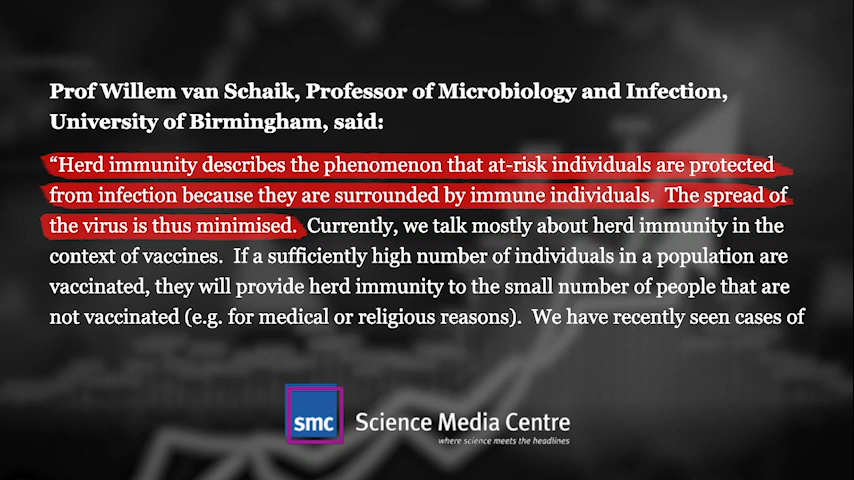 Prof Willem van Schaik, Professor of Microbiology and Infection,
University of Birmingham, said:
“Herd immunity describes the phenomenon that at-risk individuals are protected
from infection because they are surrounded by immune individuals.  The spread of
the virus is thus minimised.  Currently, we talk mostly about herd immunity in the
context of vaccines.  If a sufficiently high number of individuals in a population are
vaccinated, they will provide herd immunity to the small number of people that are
not vaccinated (e.g. for medical or religious reasons).  We have recently seen cases of
smc Science Media Centre
where science meets the headlines